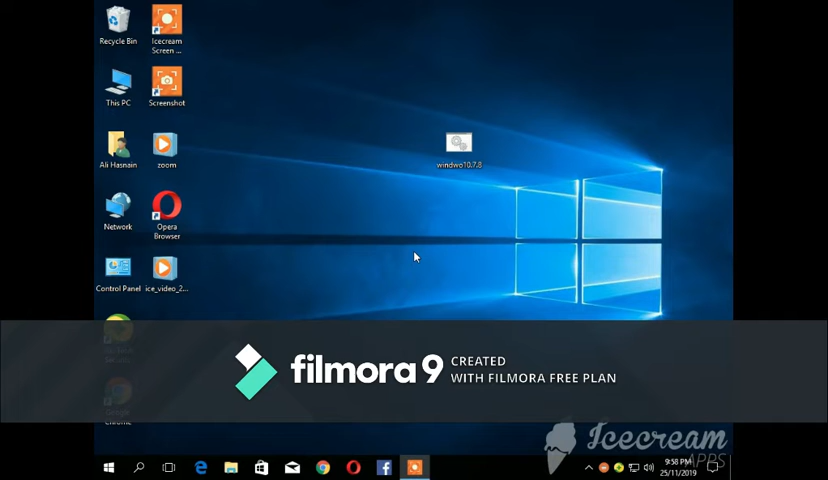 Recycle Bin
Icecream
Screen ...
This PC
Screenshot
windwo10.7.8
Ali Hasnain
zoom
Network
Opera
Browser
Control Panel
ice_video_2...
filmora 9
CREATED
WITH FILMORA FREE PLAN
Google
Chrome
Icecream
APPS
9:58 PM
25/11/2019